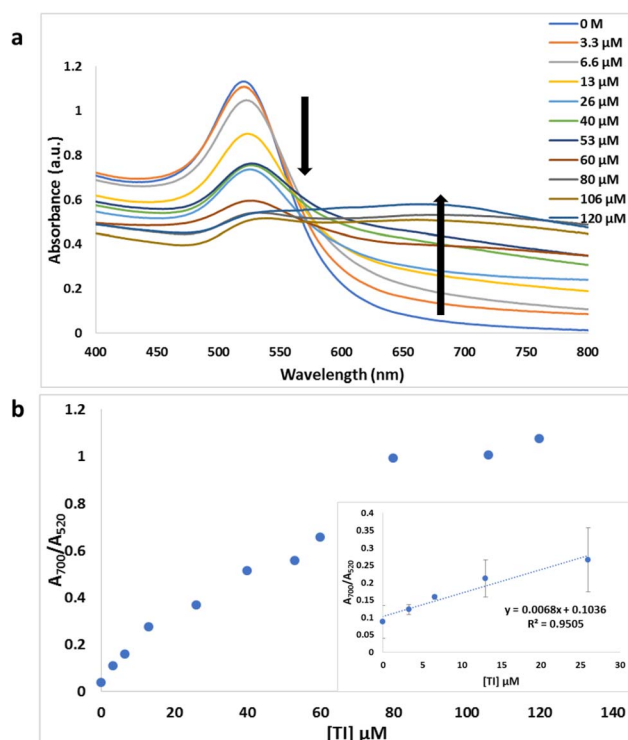 a
0 M
3.3 µM
6.6 µM
13 µM
26 µM
40 µM
53 µM
60 µM
80 µM
106 µM
120 µM
Absorbance (a.u.)
1.2
1
0.8
0.6
0.4
0.2
0
400 450 500 550 600 650 700 750 800
Wavelength (nm)
b
A700/A520
1.2
1
0.8
0.6
0.4
0.2
0
0 20 40 60 80 100 120 140
[TI] µM
A700/A520
0.4
0.35
0.3
0.25
0.2
0.15
0.1
0.05
0
y = 0.0068x + 0.1036
R² = 0.9505
0 5 10 15 20 25 30
[TI] µM